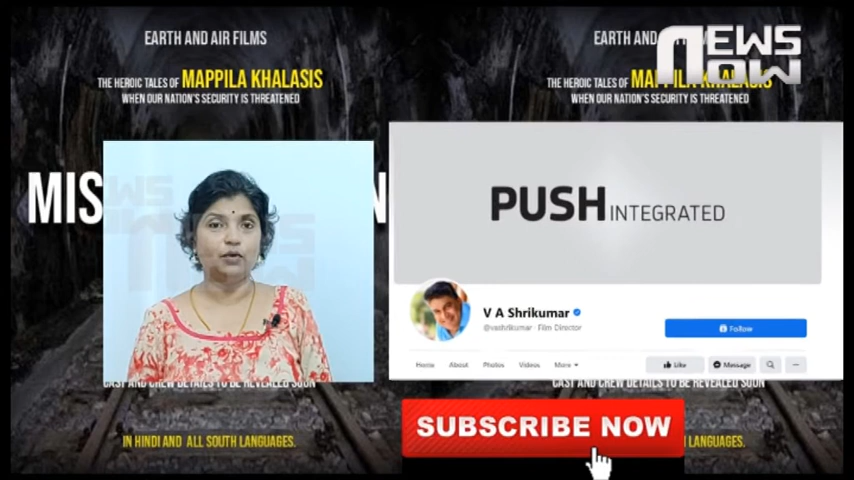 EARTH AND AIR FILMS
THE HEROIC TALES OF MAPPILA KHALASIS
WHEN OUR NATION'S SECURITY IS THREATENED
MIS
CAST AND CREW DETAILS TO BE REVEALED SOON
IN HINDI AND ALL SOUTH LANGUAGES.
EARTH AND
THE HEROIC TALES OF MAPPILA KHALASIS
WHEN OUR NATION'S SECURITY IS THREATENED
NEWS
NOW
NEWS
NOW
N
PUSH INTEGRATED
V A Shrikumar
@vashrikumar · Film Director
Follow
Home About Photos Videos More
Like Message
CAST AND CREW DETAILS TO BE REVEALED SOON
SUBSCRIBE NOW
LANGUAGES.